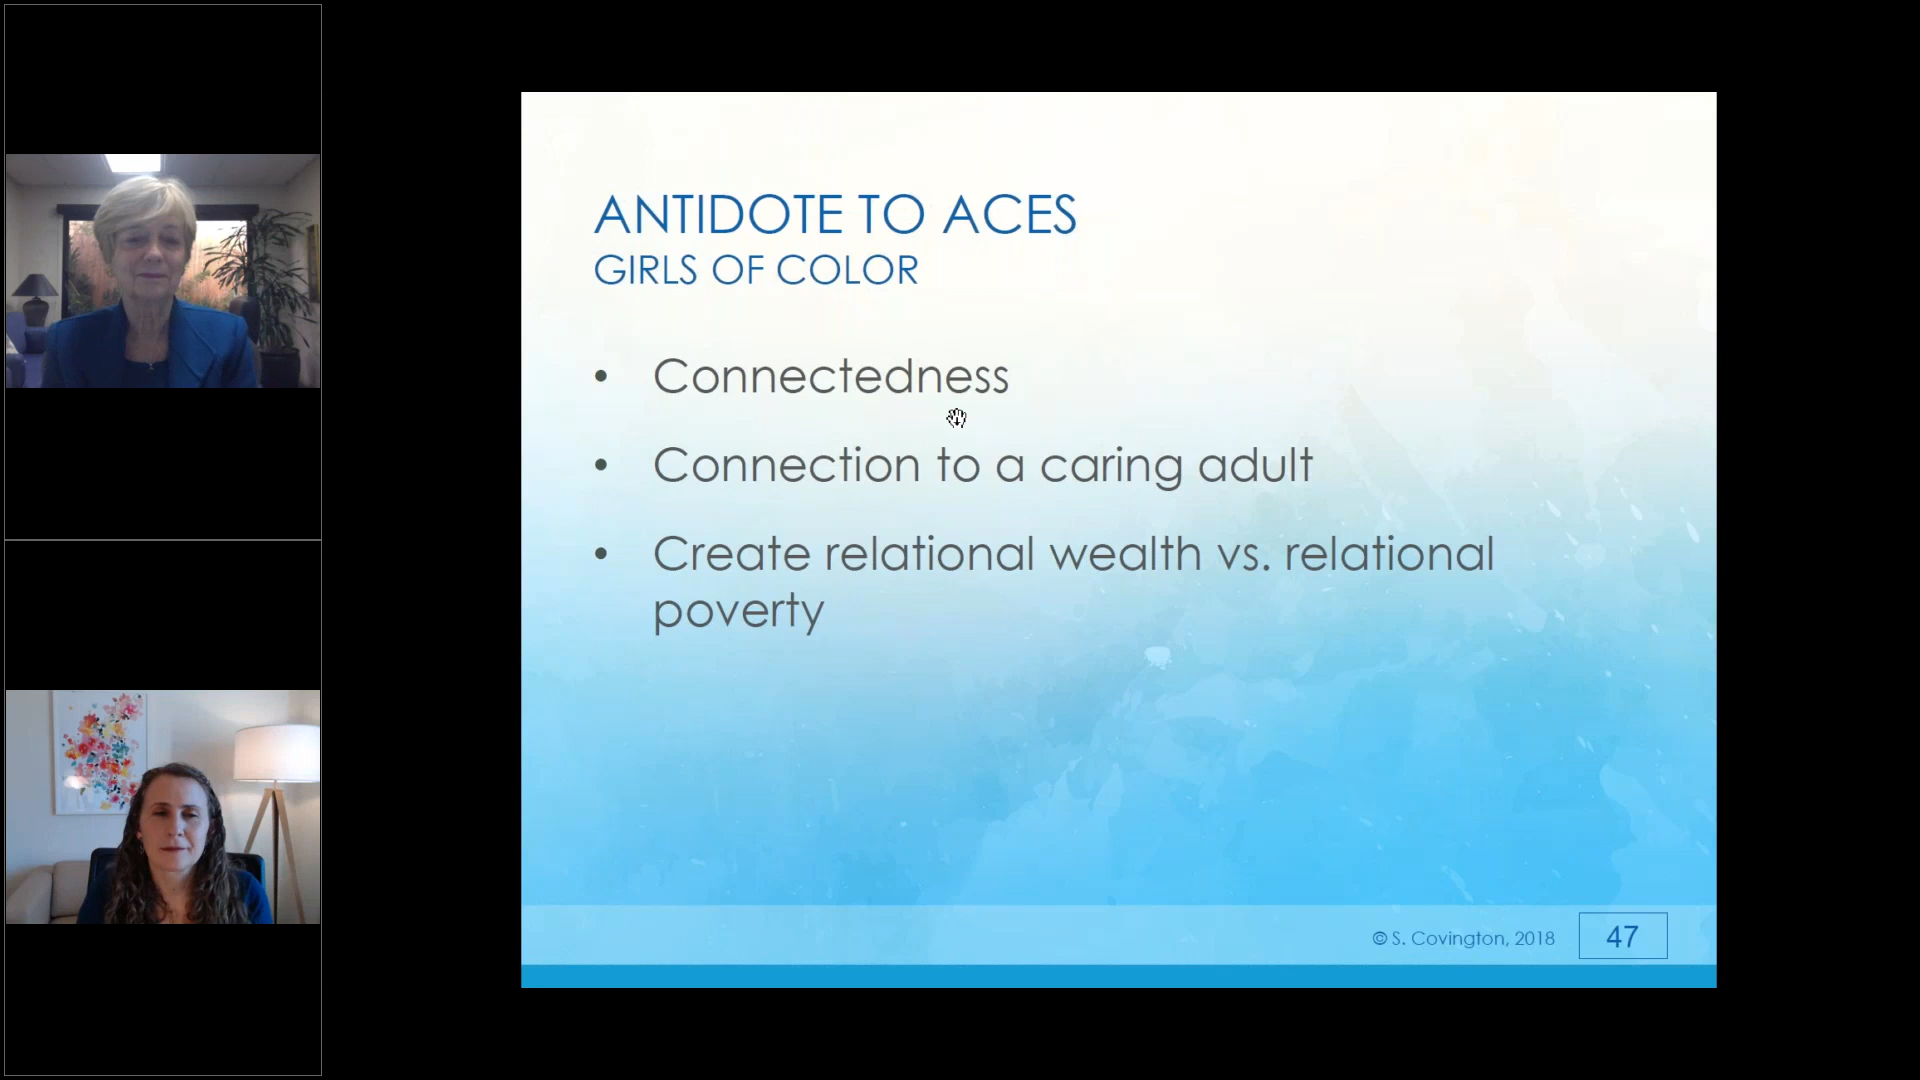 ANTIDOTE TO ACES
GIRLS OF COLOR
• Connectedness
• Connection to a caring adult
• Create relational wealth vs. relational
poverty
© S. Covington, 2018
47